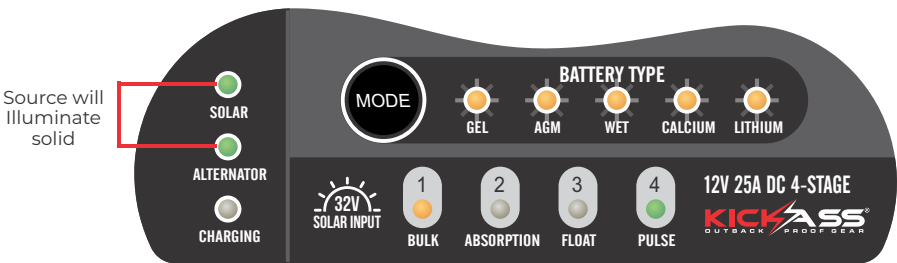 Source will
Illuminate
solid
SOLAR
ALTERNATOR
CHARGING
MODE
BATTERY TYPE
GEL
AGM
WET
CALCIUM
LITHIUM
32V
SOLAR INPUT
1
BULK
2
ABSORPTION
3
FLOAT
4
PULSE
12V 25A DC 4-STAGE
KICKASS®
OUTBACK PROOF GEAR